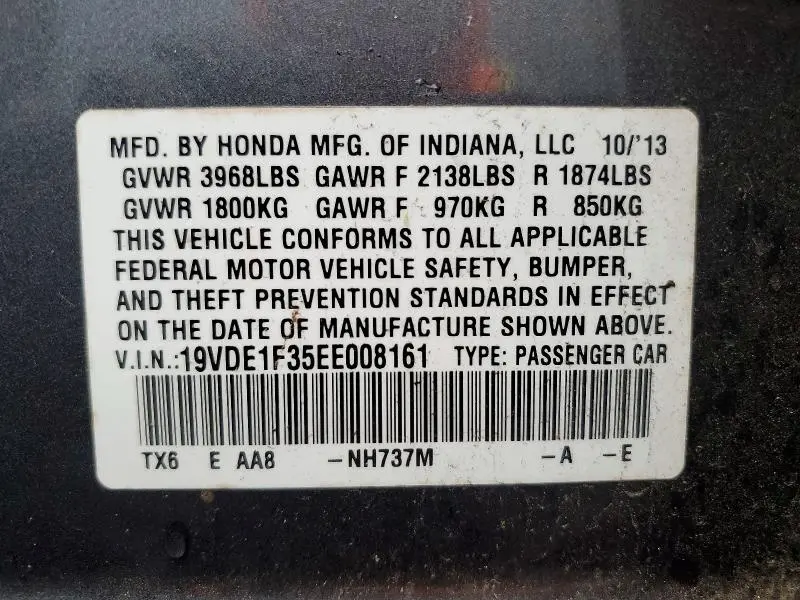 MFD. BY HONDA MFG. OF INDIANA, LLC 10/'13
GVWR 3968LBS GAWR F 2138LBS R 1874LBS
GVWR 1800KG GAWR F 970KG R 850KG
THIS VEHICLE CONFORMS TO ALL APPLICABLE
FEDERAL MOTOR VEHICLE SAFETY, BUMPER,
AND THEFT PREVENTION STANDARDS IN EFFECT
ON THE DATE OF MANUFACTURE SHOWN ABOVE.
V.I.N.:19VDE1F35EE008161 TYPE: PASSENGER CAR
TX6 E AA8 -NH737M -A -E